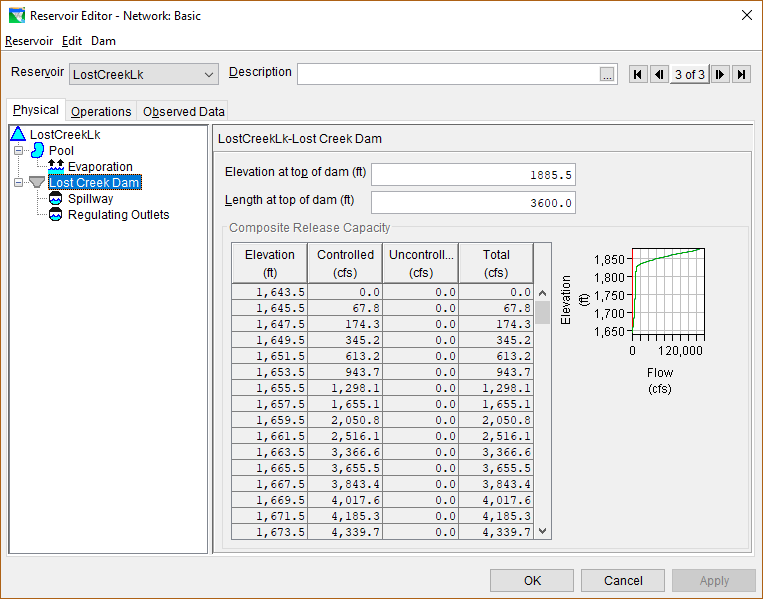 Reservoir Editor - Network: Basic
Reservoir Edit Dam
Reservoir LostCreekLk Description ... 3 of 3
Physical Operations Observed Data
LostCreekLk
Pool
Evaporation
Lost Creek Dam
Spillway
Regulating Outlets
LostCreekLk-Lost Creek Dam
Elevation at top of dam (ft) 1885.5
Length at top of dam (ft) 3600.0
Composite Release Capacity
Elevation (ft) Controlled (cfs) Uncontroll... (cfs) Total (cfs)
1,643.5 0.0 0.0 0.0
1,645.5 67.8 0.0 67.8
1,647.5 174.3 0.0 174.3
1,649.5 345.2 0.0 345.2
1,651.5 613.2 0.0 613.2
1,653.5 943.7 0.0 943.7
1,655.5 1,298.1 0.0 1,298.1
1,657.5 1,655.1 0.0 1,655.1
1,659.5 2,050.8 0.0 2,050.8
1,661.5 2,516.1 0.0 2,516.1
1,663.5 3,366.6 0.0 3,366.6
1,665.5 3,655.5 0.0 3,655.5
1,667.5 3,843.4 0.0 3,843.4
1,669.5 4,017.6 0.0 4,017.6
1,671.5 4,185.3 0.0 4,185.3
1,673.5 4,339.7 0.0 4,339.7
Elevation
(ft)
1,850
1,800
1,750
1,700
1,650
0 120,000
Flow
(cfs)
OK Cancel Apply